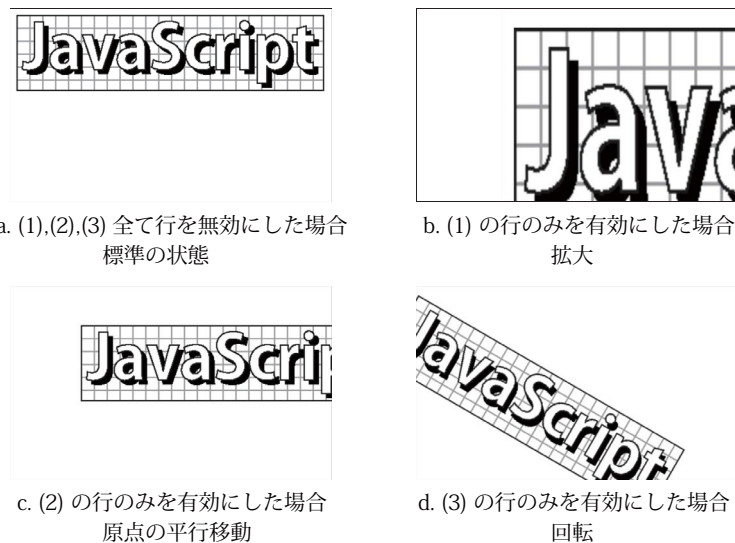 JavaScript
Java
a. (1),(2),(3) 全て行を無効にした場合
標準の状態
b. (1) の行のみを有効にした場合
拡大
JavaScrip
JavaScript
c. (2) の行のみを有効にした場合
原点の平行移動
d. (3) の行のみを有効にした場合
回転